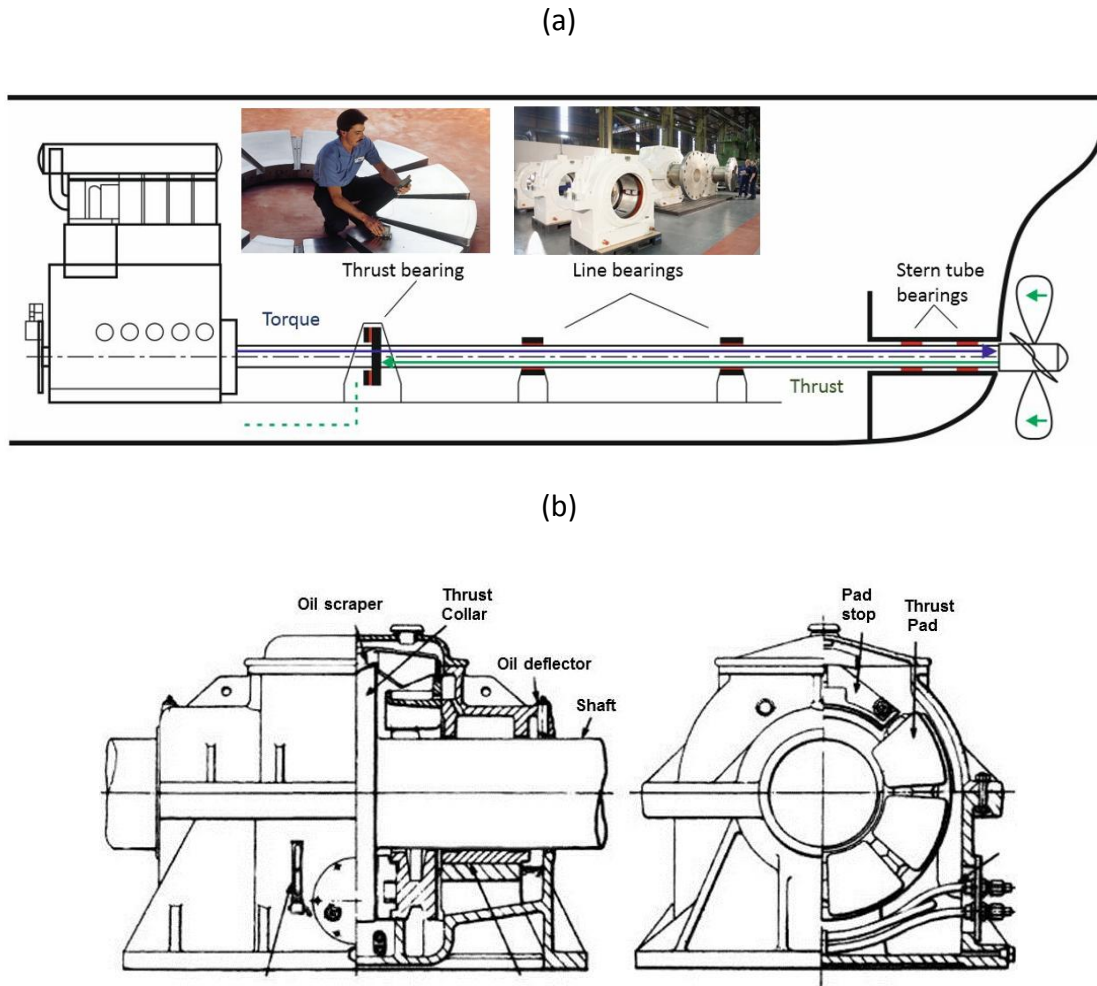 (a)
Thrust bearing
Line bearings
Stern tube
bearings
Torque
Thrust
(b)
Oil scraper
Thrust
Collar
Oil deflector
Shaft
Pad
stop
Thrust
Pad